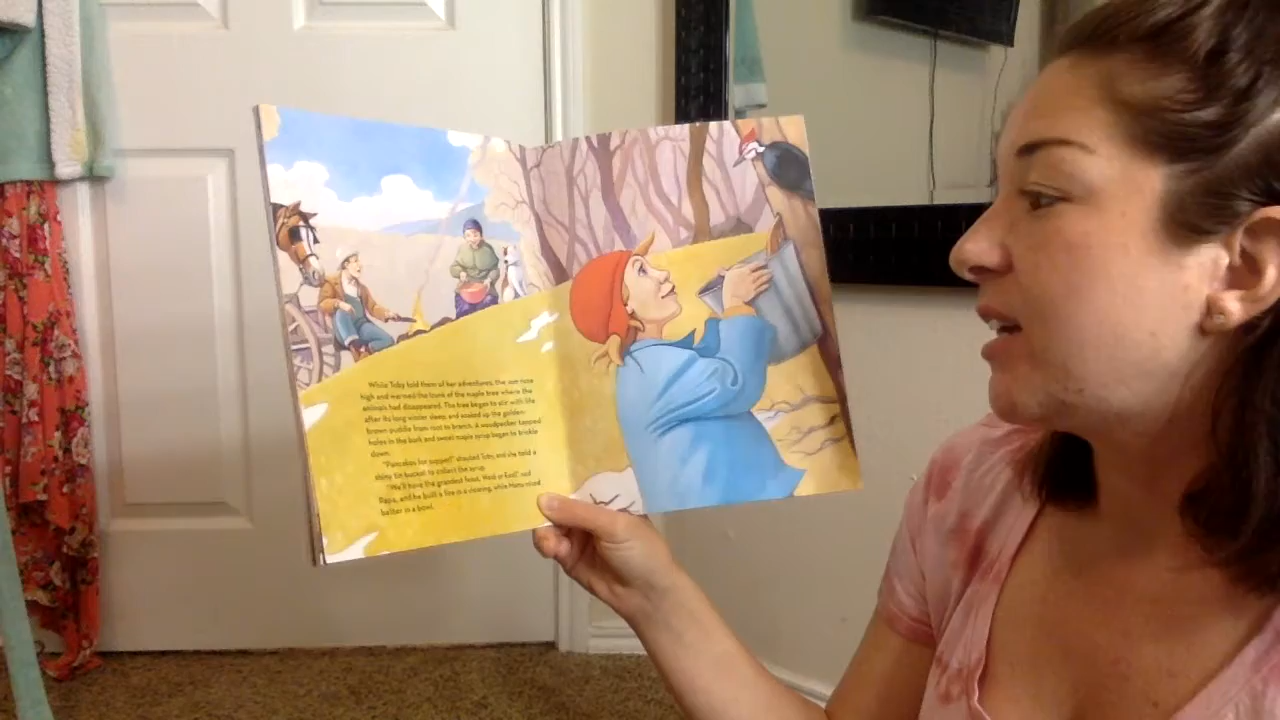 While Toby told them of her adventures, the sun rose
high and warmed the trunk of the maple tree where the
animals had disappeared. The tree began to stir with life
after its long winter sleep and soaked up the golden-
brown puddle from root to branch. A woodpecker tapped
holes in the bark and sweet maple syrup began to trickle
down.
"Pancakes for supper!" shouted Toby, and she held a
shiny tin bucket to collect the syrup.
"We'll have the grandest feast, Wood or East!" said
Papa, and he built a fire in a clearing, while Mama mixed
batter in a bowl.